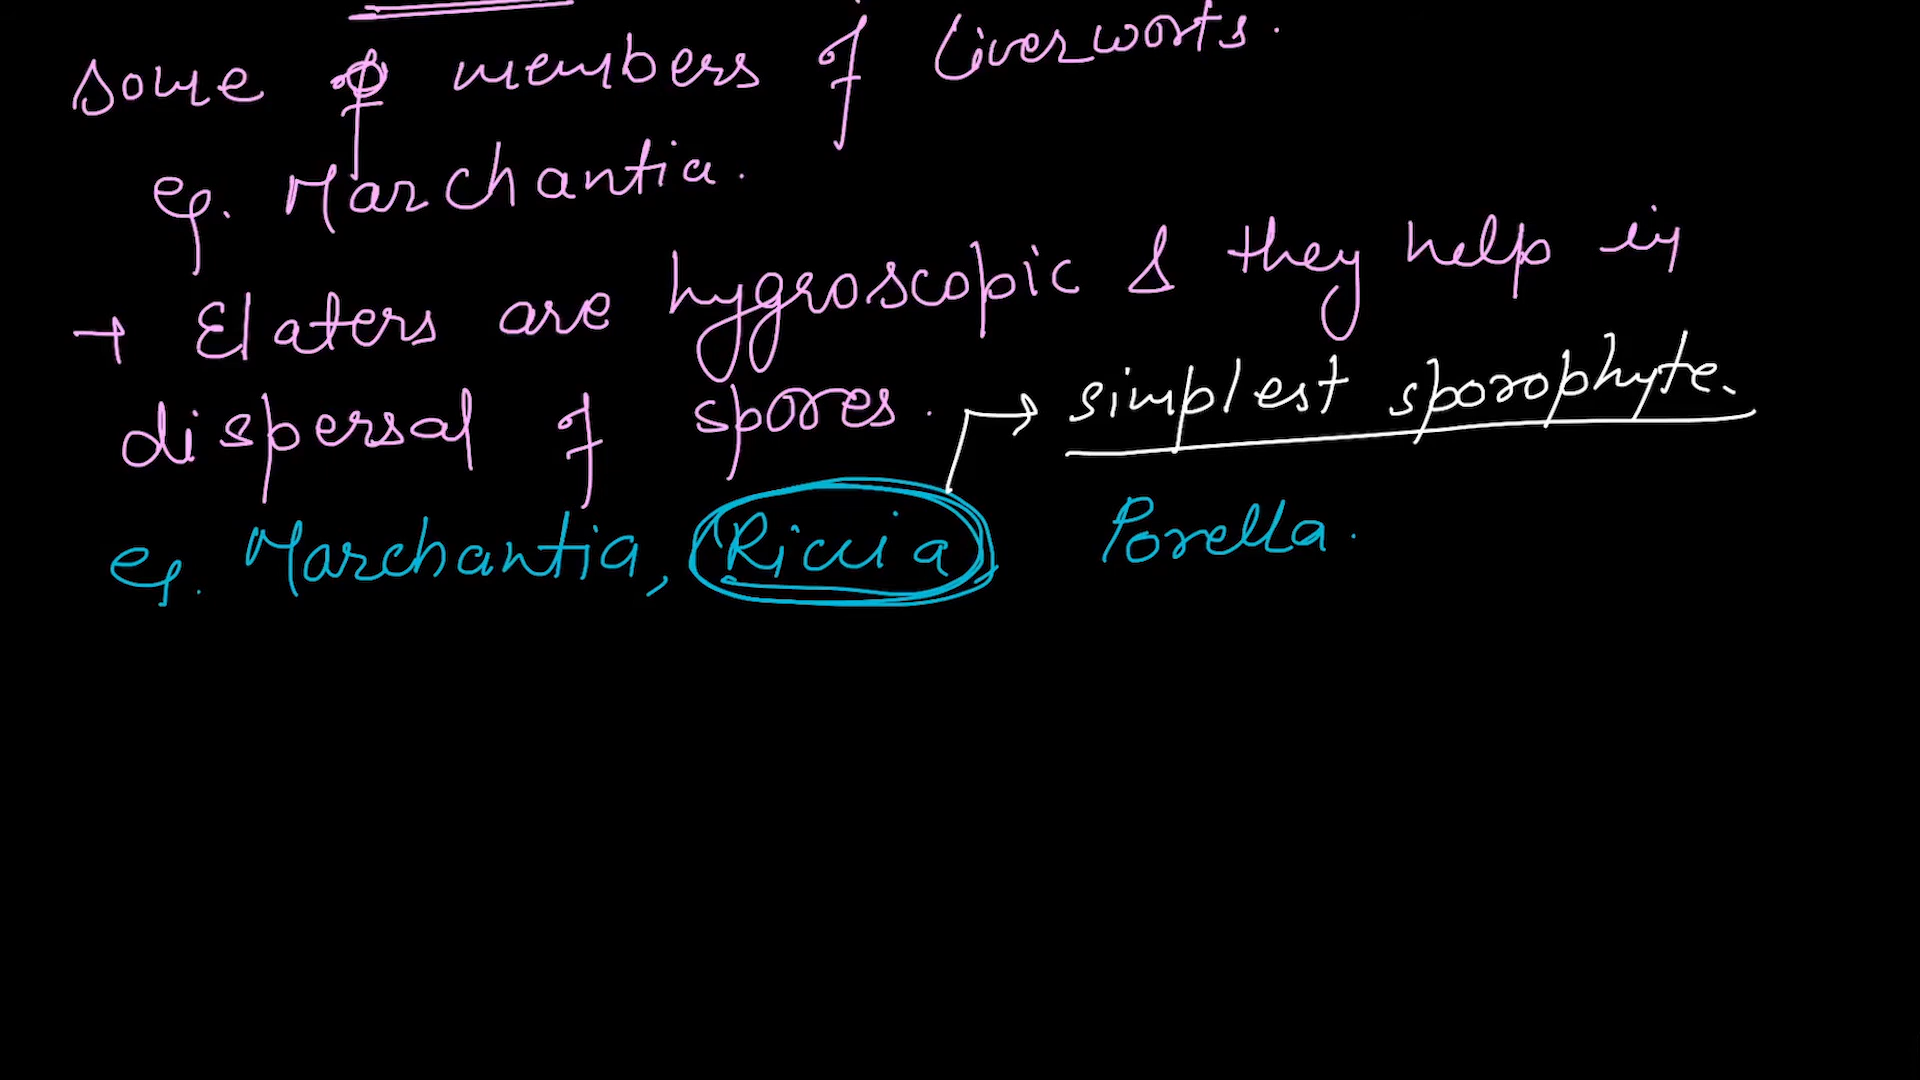 some of members of Liverworts.
eg. Marchantia.
→ Elaters are hygroscopic & they help in
dispersal of spores. → simplest sporophyte.
eg. Marchantia, Riccia Porella.